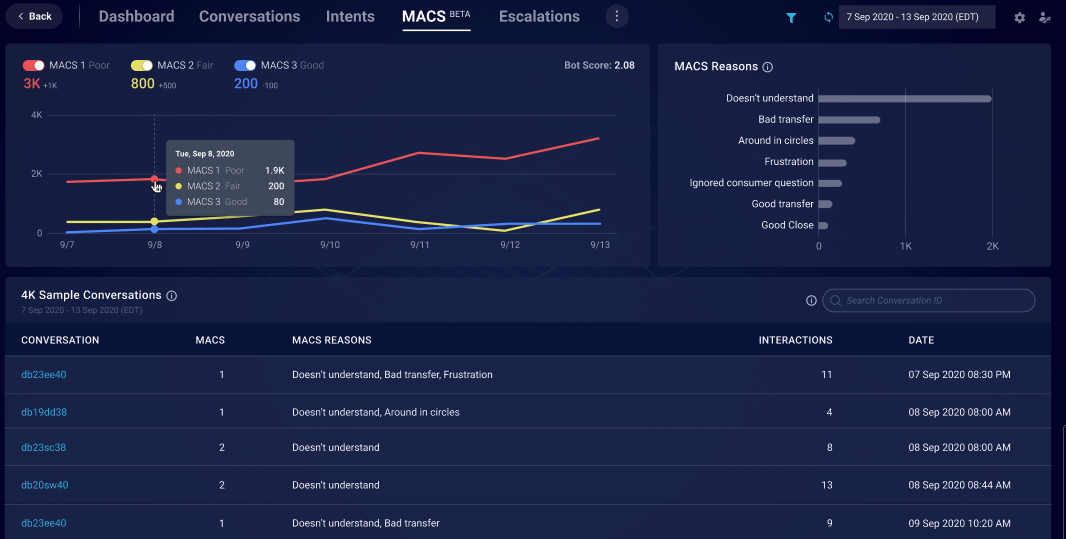 Back
Dashboard Conversations Intents MACS BETA Escalations
7 Sep 2020 - 13 Sep 2020 (EDT)
MACS 1 Poor MACS 2 Fair MACS 3 Good Bot Score: 2.08
3K +1K 800 +500 200 -100
4K
2K
0
9/7 9/8 9/9 9/10 9/11 9/12 9/13
Tue, Sep 8, 2020
MACS 1 Poor 1.9K
MACS 2 Fair 200
MACS 3 Good 80
MACS Reasons
Doesn't understand
Bad transfer
Around in circles
Frustration
Ignored consumer question
Good transfer
Good Close
0 1K 2K
4K Sample Conversations
7 Sep 2020 - 13 Sep 2020 (EDT)
Search Conversation ID
CONVERSATION MACS MACS REASONS INTERACTIONS DATE
db23ee40 1 Doesn't understand, Bad transfer, Frustration 11 07 Sep 2020 08:30 PM
db19dd38 1 Doesn't understand, Around in circles 4 08 Sep 2020 08:00 AM
db23sc38 2 Doesn't understand 8 08 Sep 2020 08:00 AM
db20sw40 2 Doesn't understand 13 08 Sep 2020 08:44 AM
db23ee40 1 Doesn't understand, Bad transfer 9 09 Sep 2020 10:20 AM